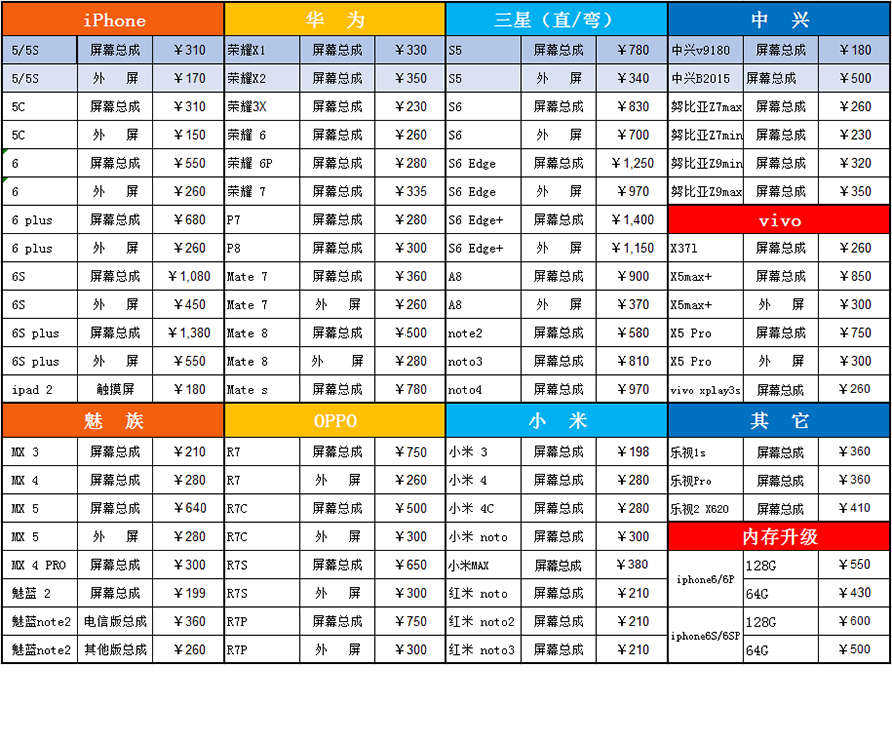 iPhone 华 为 三星（直/弯） 中 兴
5/5S 屏幕总成 ￥310 荣耀X1 屏幕总成 ￥330 S5 屏幕总成 ￥780 中兴v9180 屏幕总成 ￥180
5/5S 外 屏 ￥170 荣耀X2 屏幕总成 ￥350 S5 外 屏 ￥340 中兴B2015 屏幕总成 ￥500
5C 屏幕总成 ￥310 荣耀3X 屏幕总成 ￥230 S6 屏幕总成 ￥830 努比亚Z7max 屏幕总成 ￥260
5C 外 屏 ￥150 荣耀 6 屏幕总成 ￥260 S6 外 屏 ￥700 努比亚Z7min 屏幕总成 ￥230
6 屏幕总成 ￥550 荣耀 6P 屏幕总成 ￥280 S6 Edge 屏幕总成 ￥1,250 努比亚Z9min 屏幕总成 ￥320
6 外 屏 ￥260 荣耀 7 屏幕总成 ￥335 S6 Edge 外 屏 ￥970 努比亚Z9max 屏幕总成 ￥350
6 plus 屏幕总成 ￥680 P7 屏幕总成 ￥280 S6 Edge+ 屏幕总成 ￥1,400 vivo
6 plus 外 屏 ￥260 P8 屏幕总成 ￥300 S6 Edge+ 外 屏 ￥1,150 X37l 屏幕总成 ￥260
6S 屏幕总成 ￥1,080 Mate 7 屏幕总成 ￥360 A8 屏幕总成 ￥900 X5max+ 屏幕总成 ￥850
6S 外 屏 ￥450 Mate 7 外 屏 ￥260 A8 外 屏 ￥370 X5max+ 外 屏 ￥300
6S plus 屏幕总成 ￥1,380 Mate 8 屏幕总成 ￥500 note2 屏幕总成 ￥580 X5 Pro 屏幕总成 ￥750
6S plus 外 屏 ￥550 Mate 8 外 屏 ￥280 noto3 屏幕总成 ￥810 X5 Pro 外 屏 ￥300
ipad 2 触摸屏 ￥180 Mate s 屏幕总成 ￥780 noto4 屏幕总成 ￥970 vivo xplay3s 屏幕总成 ￥260
魅 族 OPPO 小 米 其 它
MX 3 屏幕总成 ￥210 R7 屏幕总成 ￥750 小米 3 屏幕总成 ￥198 乐视1s 屏幕总成 ￥360
MX 4 屏幕总成 ￥280 R7 外 屏 ￥260 小米 4 屏幕总成 ￥280 乐视Pro 屏幕总成 ￥360
MX 5 屏幕总成 ￥640 R7C 屏幕总成 ￥500 小米 4C 屏幕总成 ￥280 乐视2 X620 屏幕总成 ￥410
MX 5 外 屏 ￥280 R7C 外 屏 ￥300 小米 noto 屏幕总成 ￥300 内存升级
MX 4 PRO 屏幕总成 ￥300 R7S 屏幕总成 ￥650 小米MAX 屏幕总成 ￥380 iphone6/6P 128G ￥550
魅蓝 2 屏幕总成 ￥199 R7S 外 屏 ￥300 红米 noto 屏幕总成 ￥210 64G ￥430
魅蓝note2 电信版总成 ￥360 R7P 屏幕总成 ￥750 红米 noto2 屏幕总成 ￥210 iphone6S/6SP 128G ￥600
魅蓝note2 其他版总成 ￥260 R7P 外 屏 ￥300 红米 noto3 屏幕总成 ￥210 64G ￥500